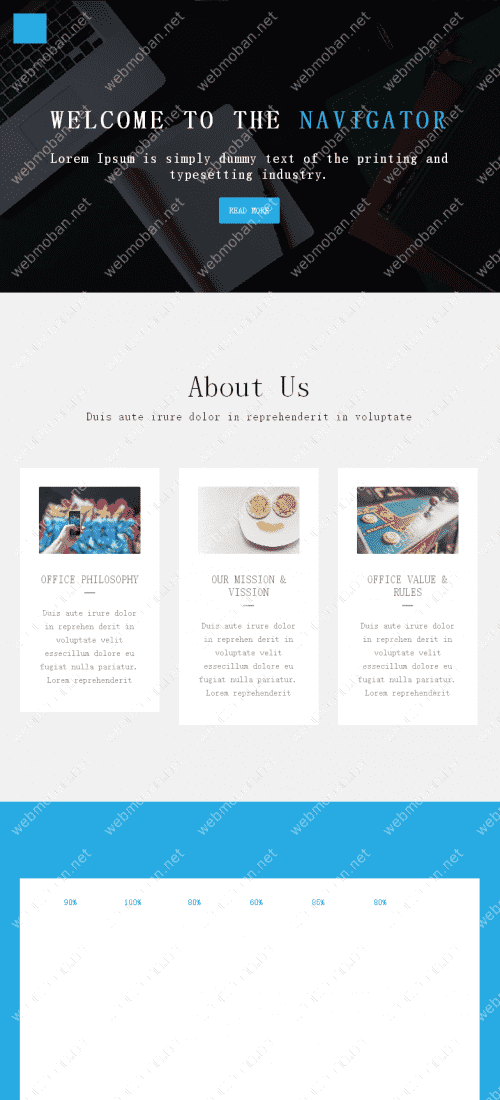 WELCOME TO THE NAVIGATOR
Lorem Ipsum is simply dummy text of the printing and
typesetting industry.
READ MORE
About Us
Duis aute irure dolor in reprehenderit in voluptate
OFFICE PHILOSOPHY
Duis aute irure dolor
in reprehen derit in
voluptate velit
essecillum dolore eu
fugiat nulla pariatur.
Lorem reprehenderit
OUR MISSION &
VISSION
Duis aute irure dolor
in reprehen derit in
voluptate velit
essecillum dolore eu
fugiat nulla pariatur.
Lorem reprehenderit
OFFICE VALUE &
RULES
Duis aute irure dolor
in reprehen derit in
voluptate velit
essecillum dolore eu
fugiat nulla pariatur.
Lorem reprehenderit
90% 100% 80% 60% 85% 80%
webmoban.net